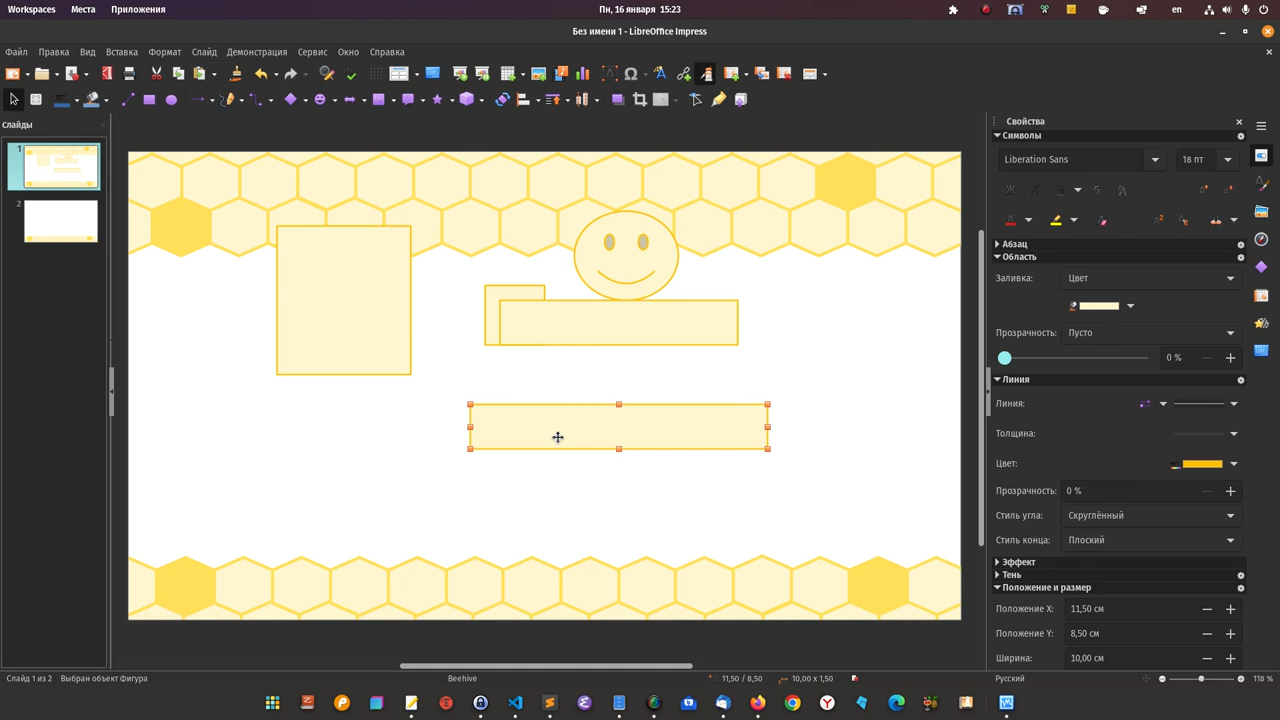 Workspaces Места Приложения Пн, 16 января 15:23 en
Без имени 1 - LibreOffice Impress
Файл Правка Вид Вставка Формат Слайд Демонстрация Сервис Окно Справка
Слайды
1
2
Свойства
Символы
Liberation Sans 18 пт
Абзац
Область
Заливка: Цвет
Прозрачность: Пусто
0 %
Линия
Линия:
Толщина:
Цвет:
Прозрачность: 0 %
Стиль угла: Скруглённый
Стиль конца: Плоский
Эффект
Тень
Положение и размер
Положение X: 11,50 см
Положение Y: 8,50 см
Ширина: 10,00 см
Слайд 1 из 2 Выбран объект Фигура Beehive 11,50 / 8,50 10,00 x 1,50 Русский 118 %